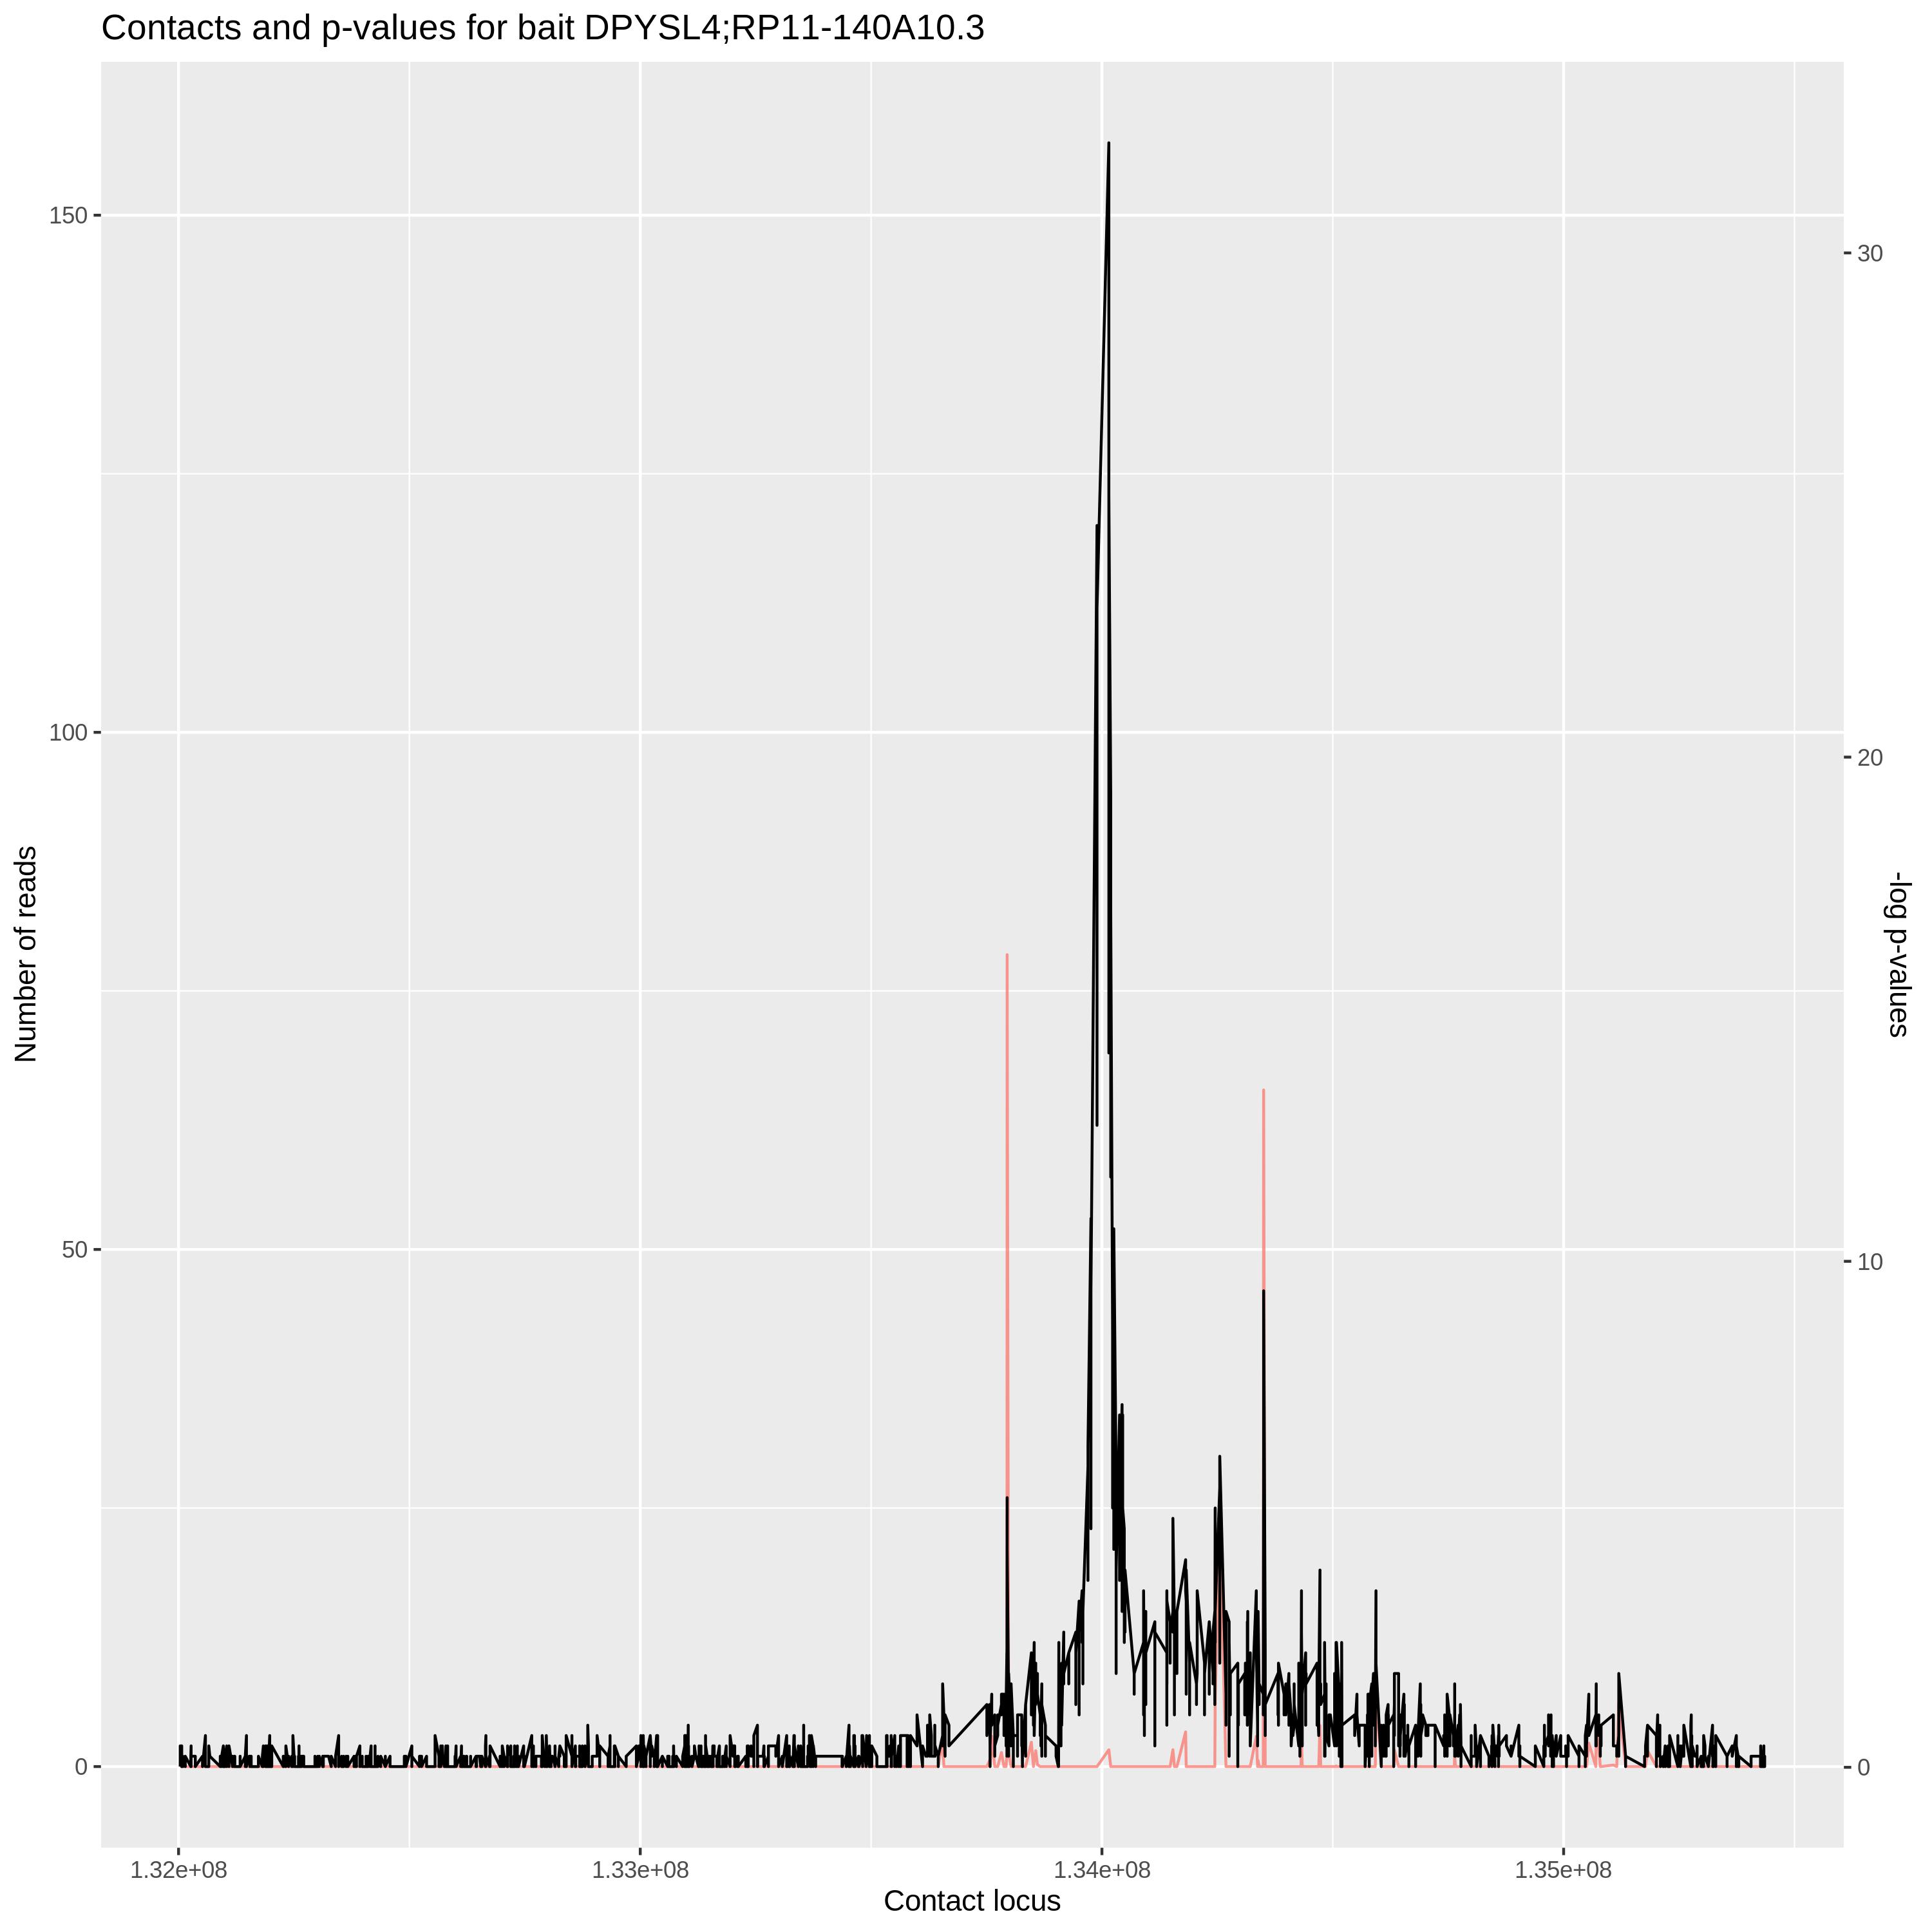 Contacts and p-values for bait DPYSL4;RP11-140A10.3
150
100
50
0
Number of reads
30
20
10
0
-log p-values
1.32e+08
1.33e+08
1.34e+08
1.35e+08
Contact locus